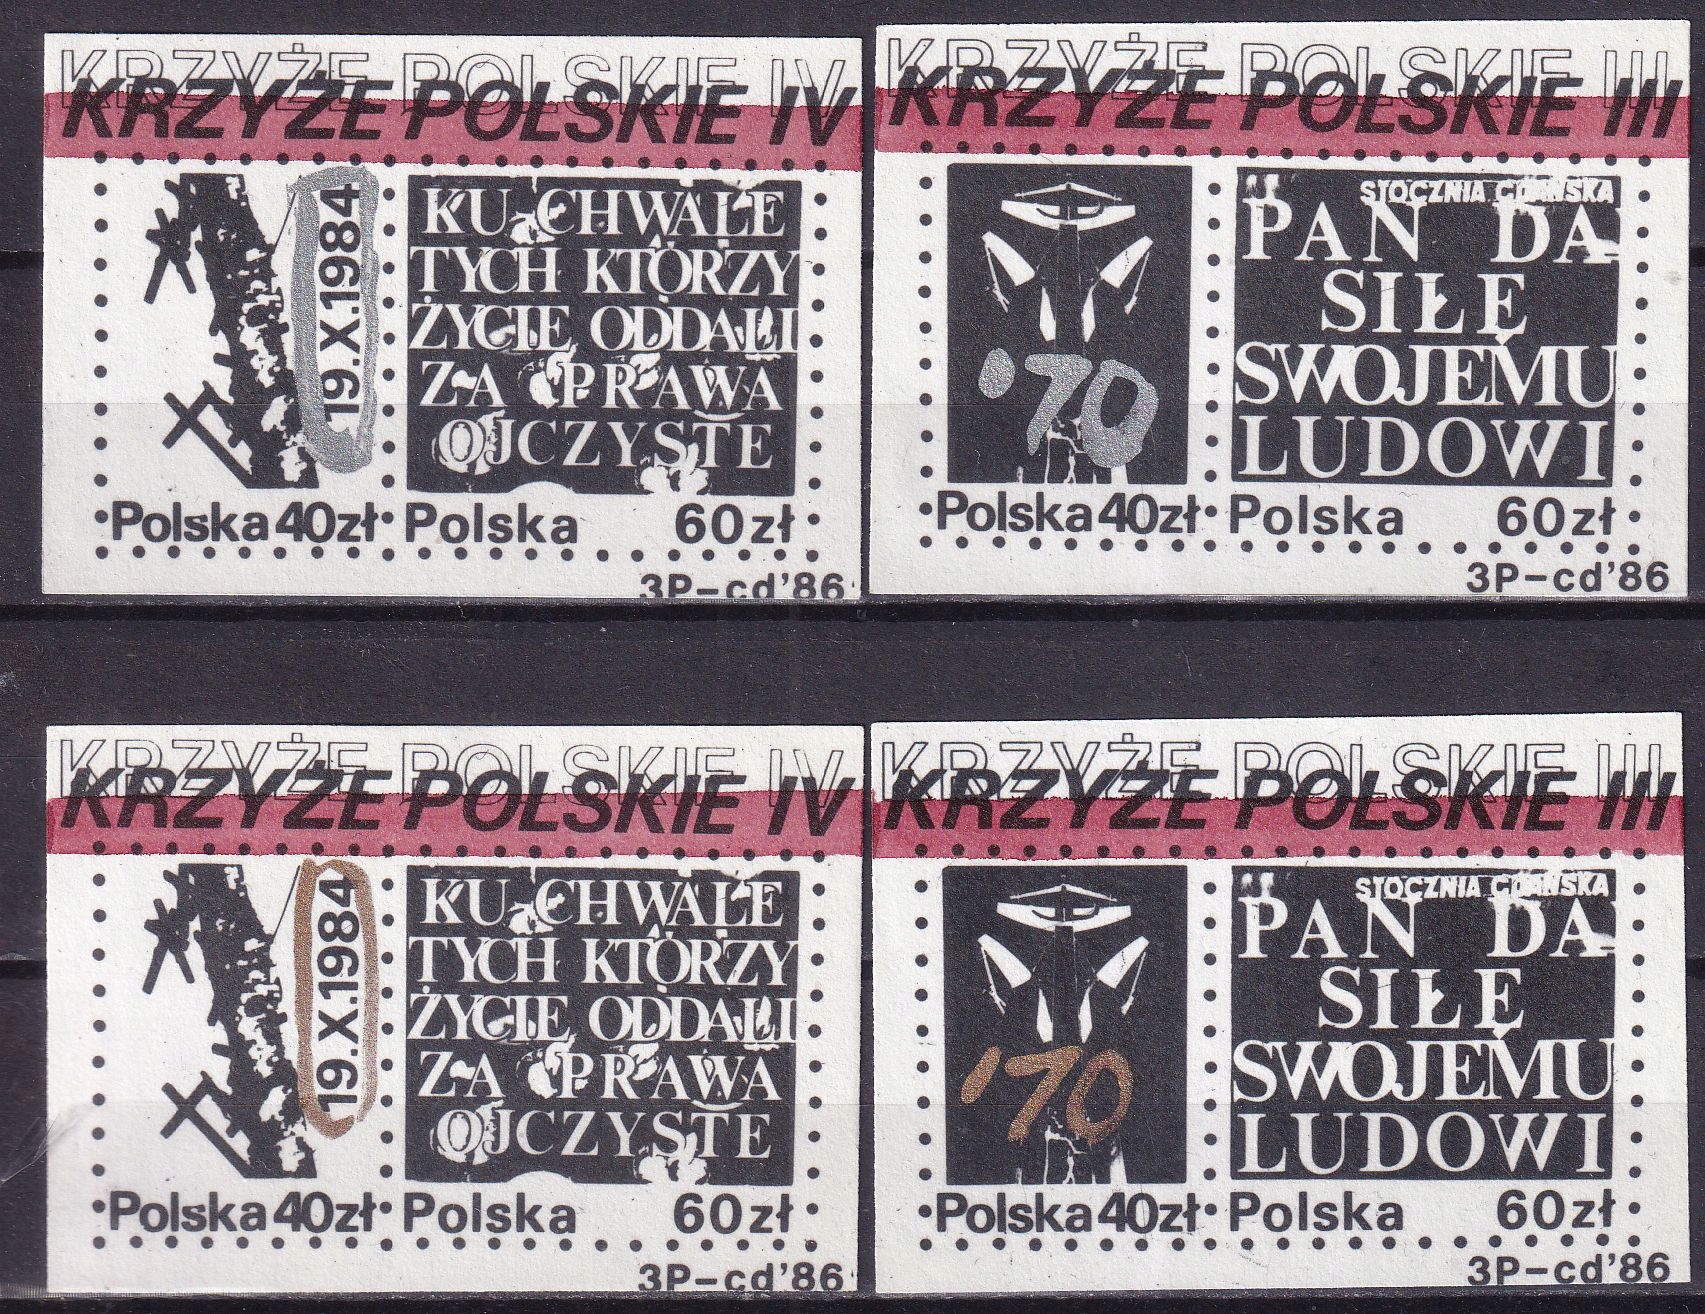 KRZYŻE POLSKIE IV
KRZYŻE POLSKIE IV
19.X.1984
KU CHWALE
TYCH KTÓRZY
ŻYCIE ODDALI
ZA PRAWA
OJCZYSTE
Polska 40zł
Polska 60zł
3P-cd'86
KRZYŻE POLSKIE III
KRZYŻE POLSKIE III
'70
STOCZNIA GDAŃSKA
PAN DA
SIŁĘ
SWOJEMU
LUDOWI
Polska 40zł
Polska 60zł
3P-cd'86
KRZYŻE POLSKIE IV
KRZYŻE POLSKIE IV
19.X.1984
KU CHWALE
TYCH KTÓRZY
ŻYCIE ODDALI
ZA PRAWA
OJCZYSTE
Polska 40zł
Polska 60zł
3P-cd'86
KRZYŻE POLSKIE III
KRZYŻE POLSKIE III
'70
STOCZNIA GDAŃSKA
PAN DA
SIŁĘ
SWOJEMU
LUDOWI
Polska 40zł
Polska 60zł
3P-cd'86